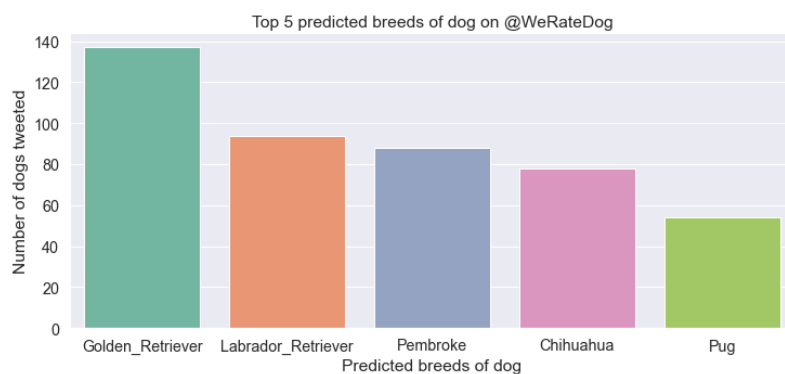 Top 5 predicted breeds of dog on @WeRateDog
Number of dogs tweeted
140
120
100
80
60
40
20
0
Golden_Retriever Labrador_Retriever Pembroke Chihuahua Pug
Predicted breeds of dog